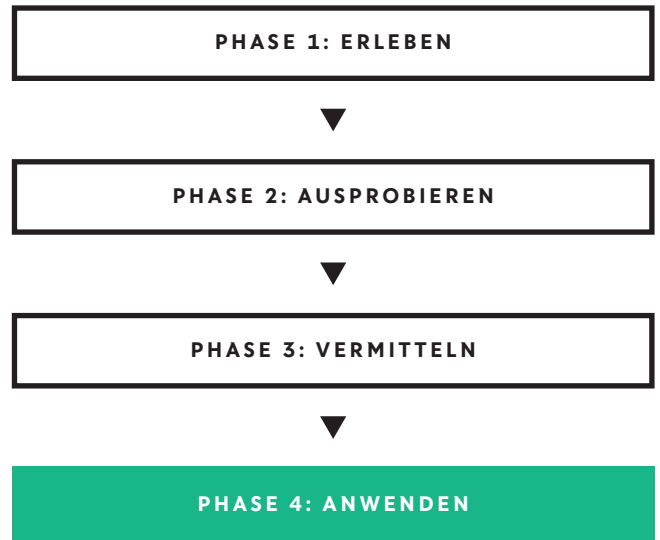 PHASE 1: ERLEBEN
PHASE 2: AUSPROBIEREN
PHASE 3: VERMITTELN
PHASE 4: ANWENDEN